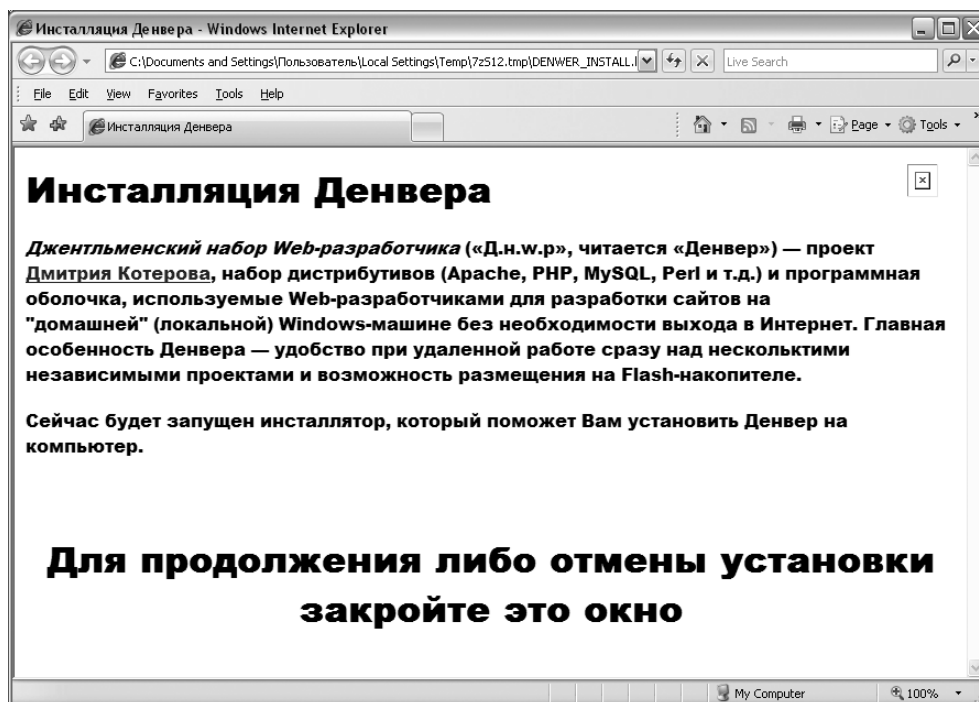 Инсталляция Денвера - Windows Internet Explorer
C:\Documents and Settings\Пользователь\Local Settings\Temp\7zS12.tmp\DENWER_INSTALL.
Live Search
File Edit View Favorites Tools Help
Инсталляция Денвера
Page Tools
Инсталляция Денвера
Джентльменский набор Web-разработчика («Д.н.w.р», читается «Денвер») — проект
Дмитрия Котерова, набор дистрибутивов (Apache, PHP, MySQL, Perl и т.д.) и программная
оболочка, используемые Web-разработчиками для разработки сайтов на
"домашней" (локальной) Windows-машине без необходимости выхода в Интернет. Главная
особенность Денвера — удобство при удаленной работе сразу над нескольктими
независимыми проектами и возможность размещения на Flash-накопителе.
Сейчас будет запущен инсталлятор, который поможет Вам установить Денвер на
компьютер.
Для продолжения либо отмены установки
закройте это окно
My Computer
100%